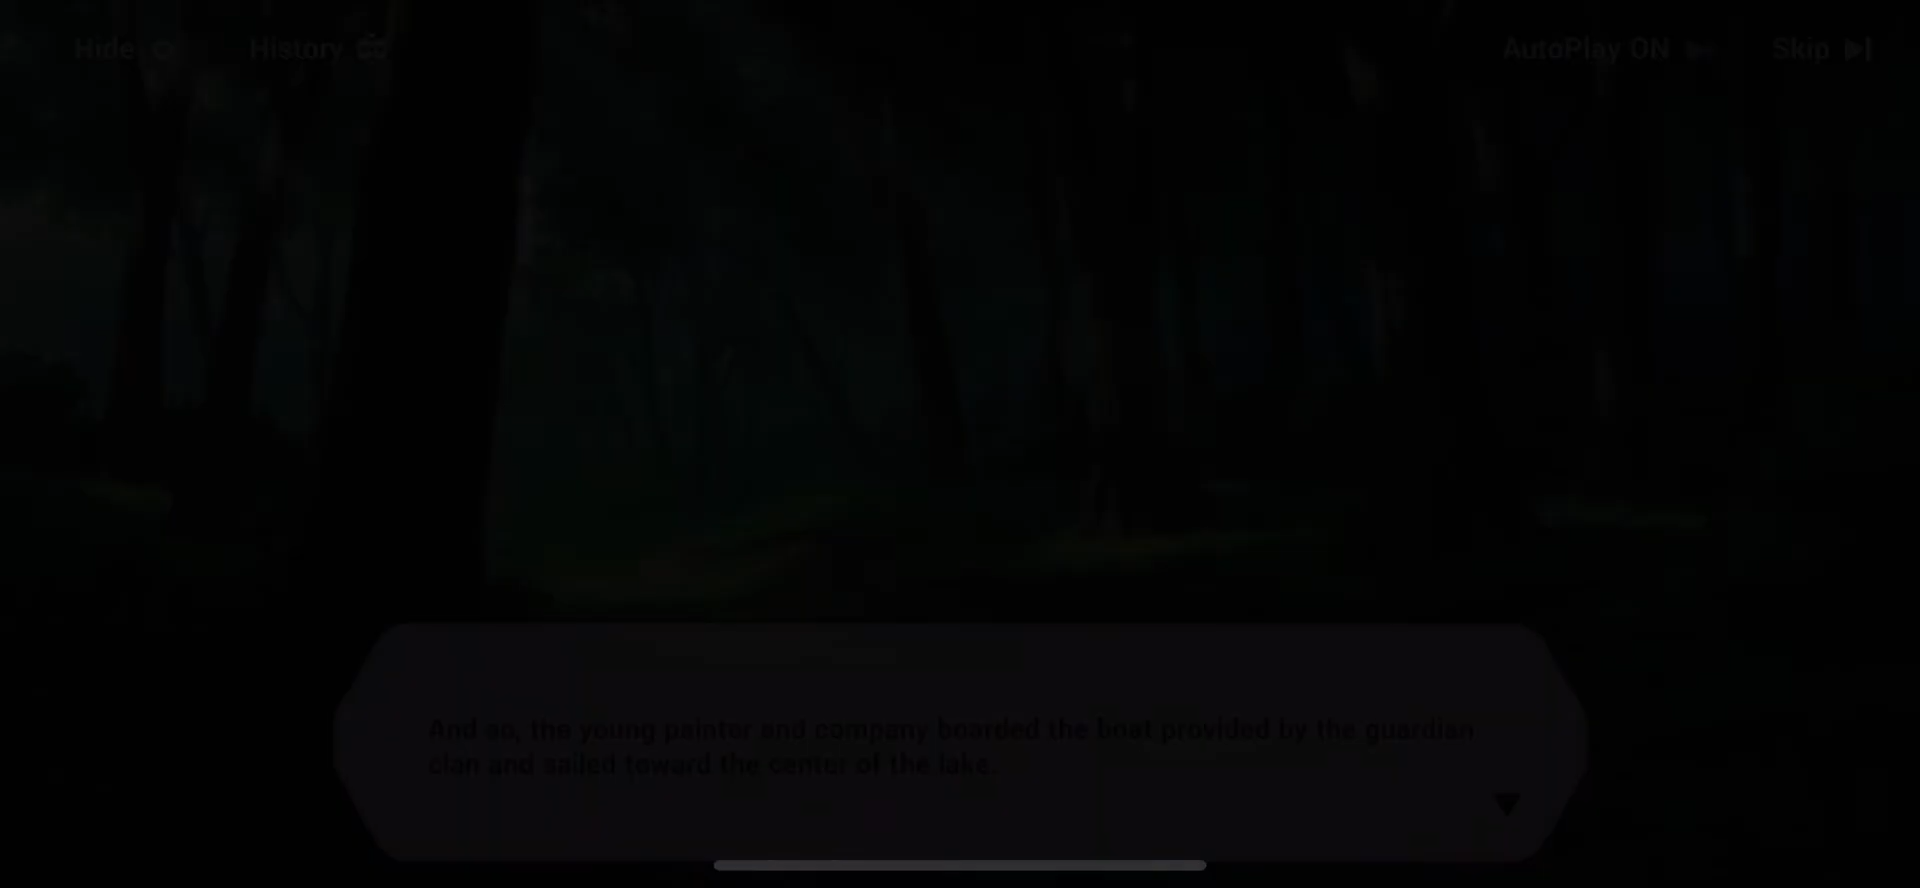 Hide
History
AutoPlay ON
Skip
And so, the young painter and company boarded the boat provided by the guardian
clan and sailed toward the center of the lake.